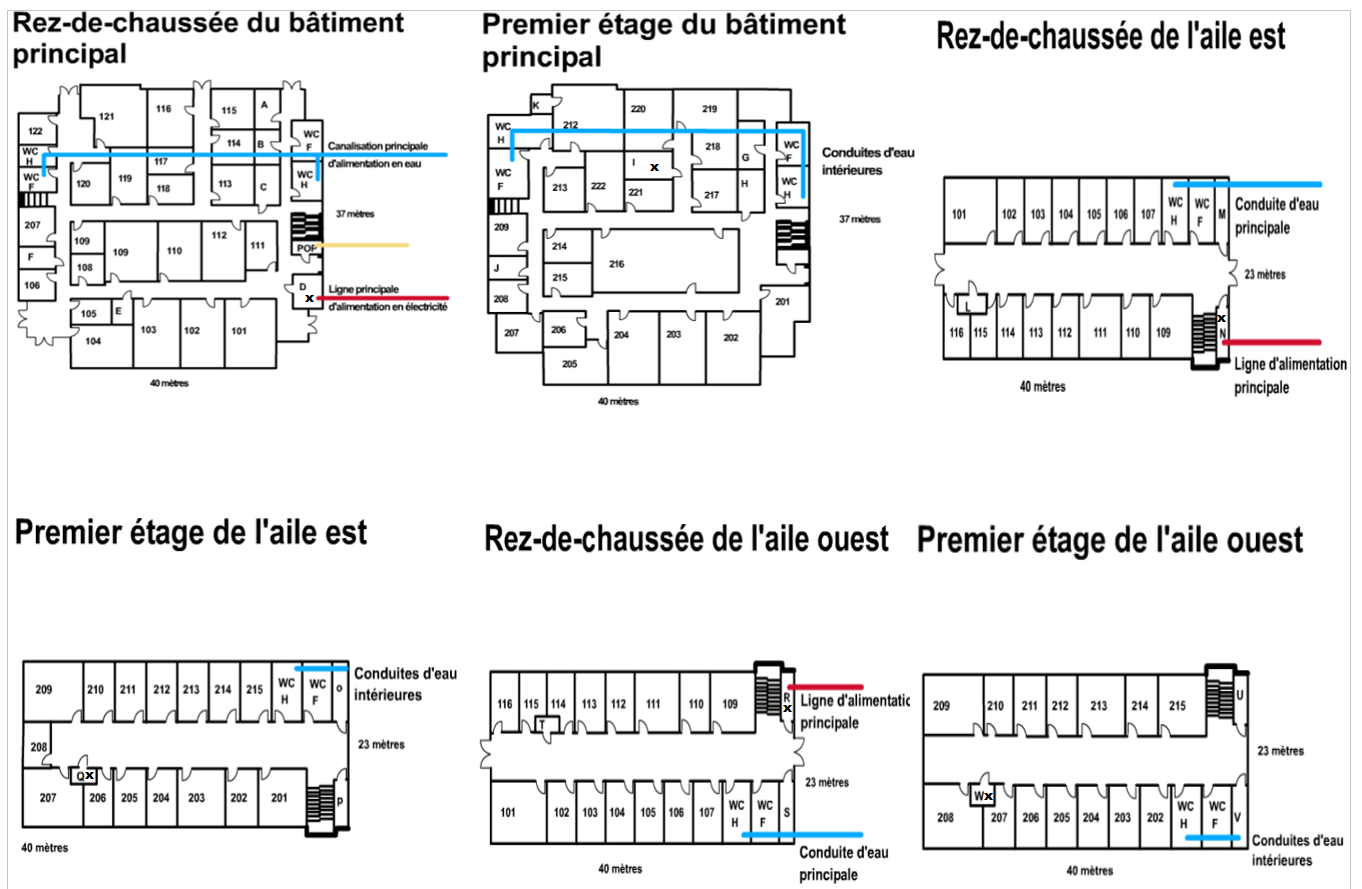 Rez-de-chaussée du bâtiment
principal
121
116
115
A
122
WC
H
WC
F
114
B
117
120
119
118
113
C
WC
F
WC
H
Canalisation principale
d'alimentation en eau
37 mètres
207
F
106
109
108
109
110
112
111
POP
D
x
Ligne principale
d'alimentation en électricité
105
E
104
103
102
101
40 mètres
Premier étage du bâtiment
principal
K
212
220
219
WC
H
WC
F
I
x
218
G
213
222
221
217
H
WC
F
WC
H
Conduites d'eau
intérieures
37 mètres
209
J
208
207
214
215
216
201
206
205
204
203
202
40 mètres
Rez-de-chaussée de l'aile est
101
102
103
104
105
106
107
WC
H
WC
F
M
Conduite d'eau
principale
23 mètres
L
116
115
114
113
112
111
110
109
x
N
Ligne d'alimentation
principale
40 mètres
Premier étage de l'aile est
209
210
211
212
213
214
215
WC
H
WC
F
o
Conduites d'eau
intérieures
23 mètres
208
Qx
207
206
205
204
203
202
201
p
40 mètres
Rez-de-chaussée de l'aile ouest
116
115
114
113
112
111
110
109
T
R
x
Ligne d'alimentatio
principale
23 mètres
101
102
103
104
105
106
107
WC
H
WC
F
S
Conduite d'eau
principale
40 mètres
Premier étage de l'aile ouest
209
210
211
212
213
214
215
U
23 mètres
Wx
208
207
206
205
204
203
202
WC
H
WC
F
V
Conduites d'eau
intérieures
40 mètres